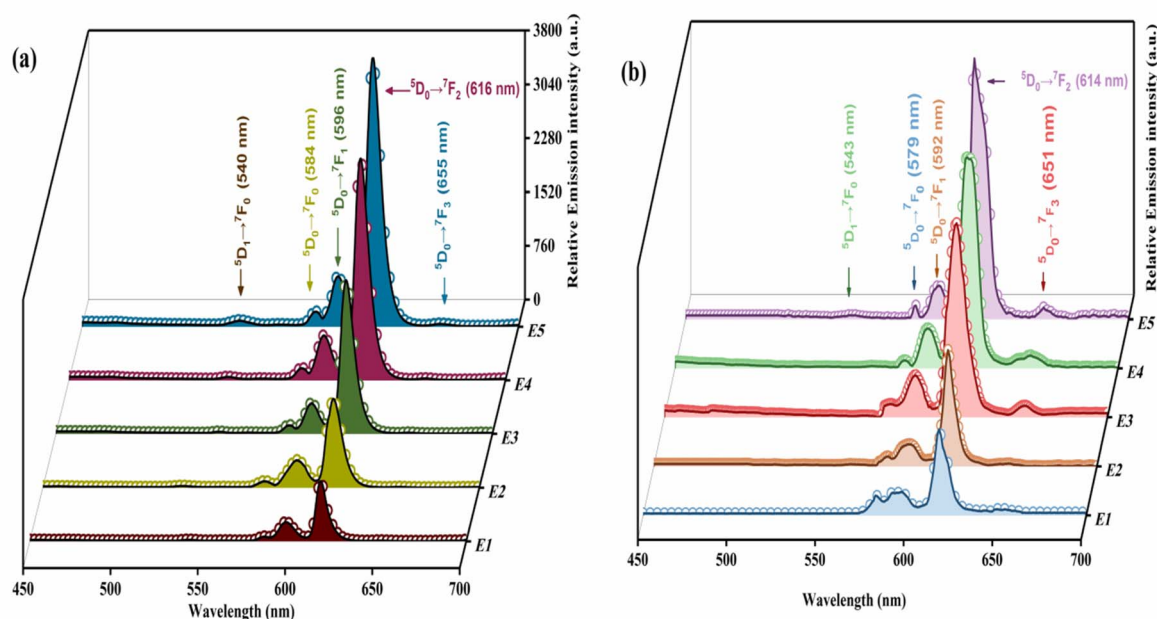 (a)
⁵D₁→⁷F₀ (540 nm)
⁵D₀→⁷F₀ (584 nm)
⁵D₀→⁷F₁ (596 nm)
⁵D₀→⁷F₂ (616 nm)
⁵D₀→⁷F₃ (655 nm)
3800
3040
2280
1520
760
0
Relative Emission intensity (a.u.)
E5
E4
E3
E2
E1
450 500 550 600 650 700
Wavelength (nm)
(b)
⁵D₁→⁷F₀ (543 nm)
⁵D₀→⁷F₀ (579 nm)
⁵D₀→⁷F₁ (592 nm)
⁵D₀→⁷F₂ (614 nm)
⁵D₀→⁷F₃ (651 nm)
Relative Emission intensity (a.u.)
E5
E4
E3
E2
E1
450 500 550 600 650 700
Wavelength (nm)